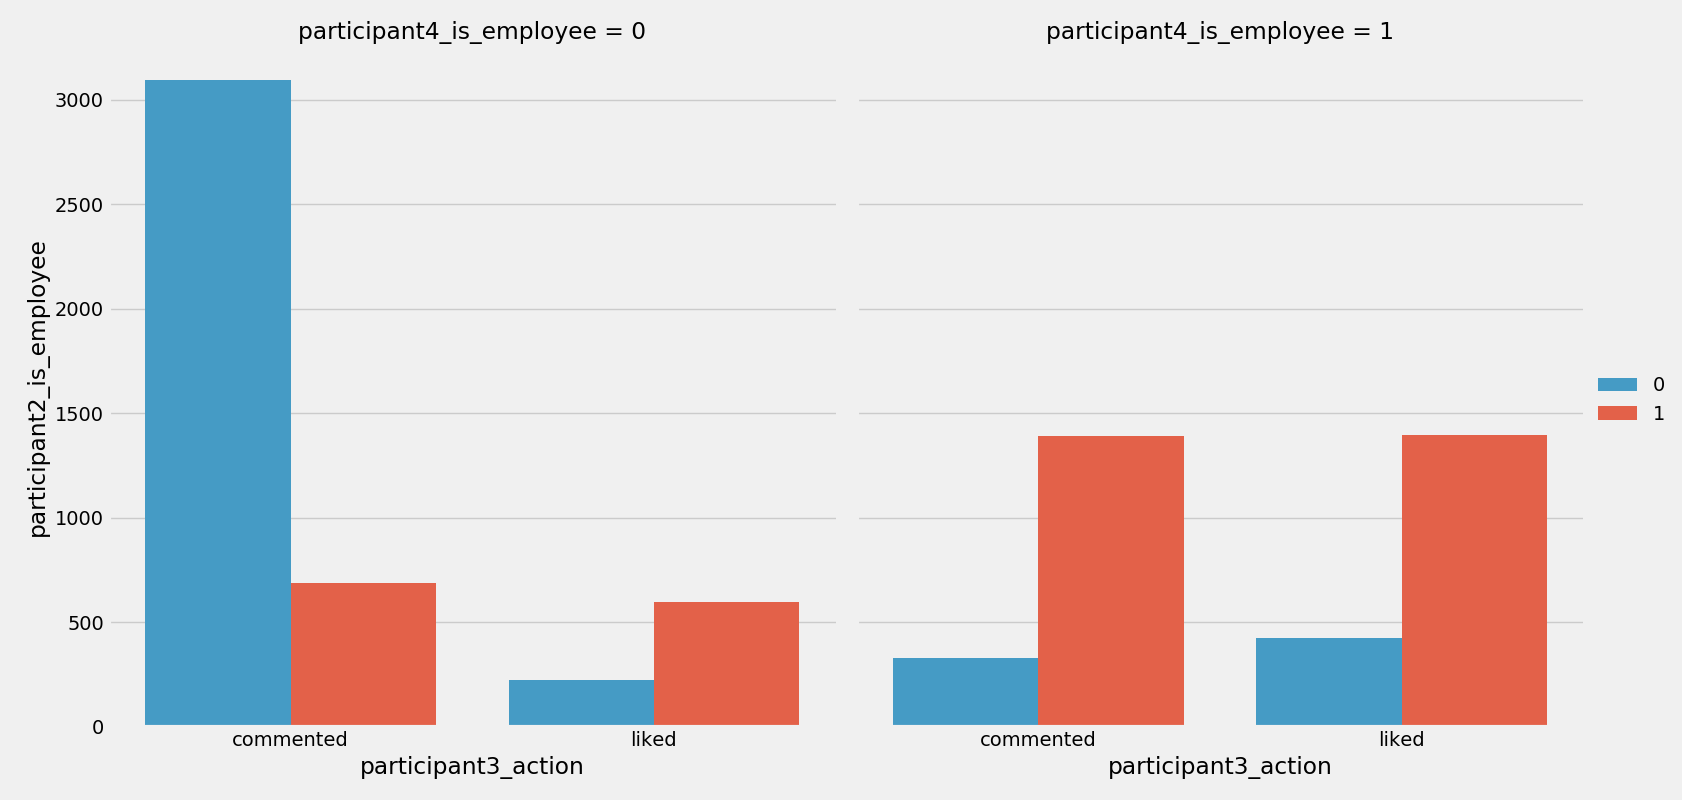 participant4_is_employee = 0
participant4_is_employee = 1
participant2_is_employee
3000
2500
2000
1500
1000
500
0
commented
liked
commented
liked
participant3_action
participant3_action
0
1